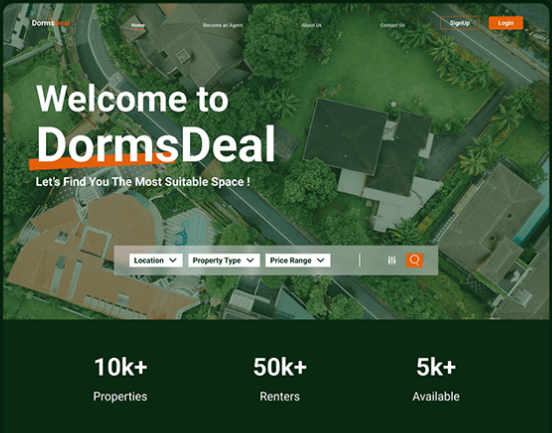 DormsDeal
Home
Become an Agent
About Us
Contact Us
SignUp
Login
Welcome to
DormsDeal
Let's Find You The Most Suitable Space !
Location
Property Type
Price Range
10k+
50k+
5k+
Properties
Renters
Available